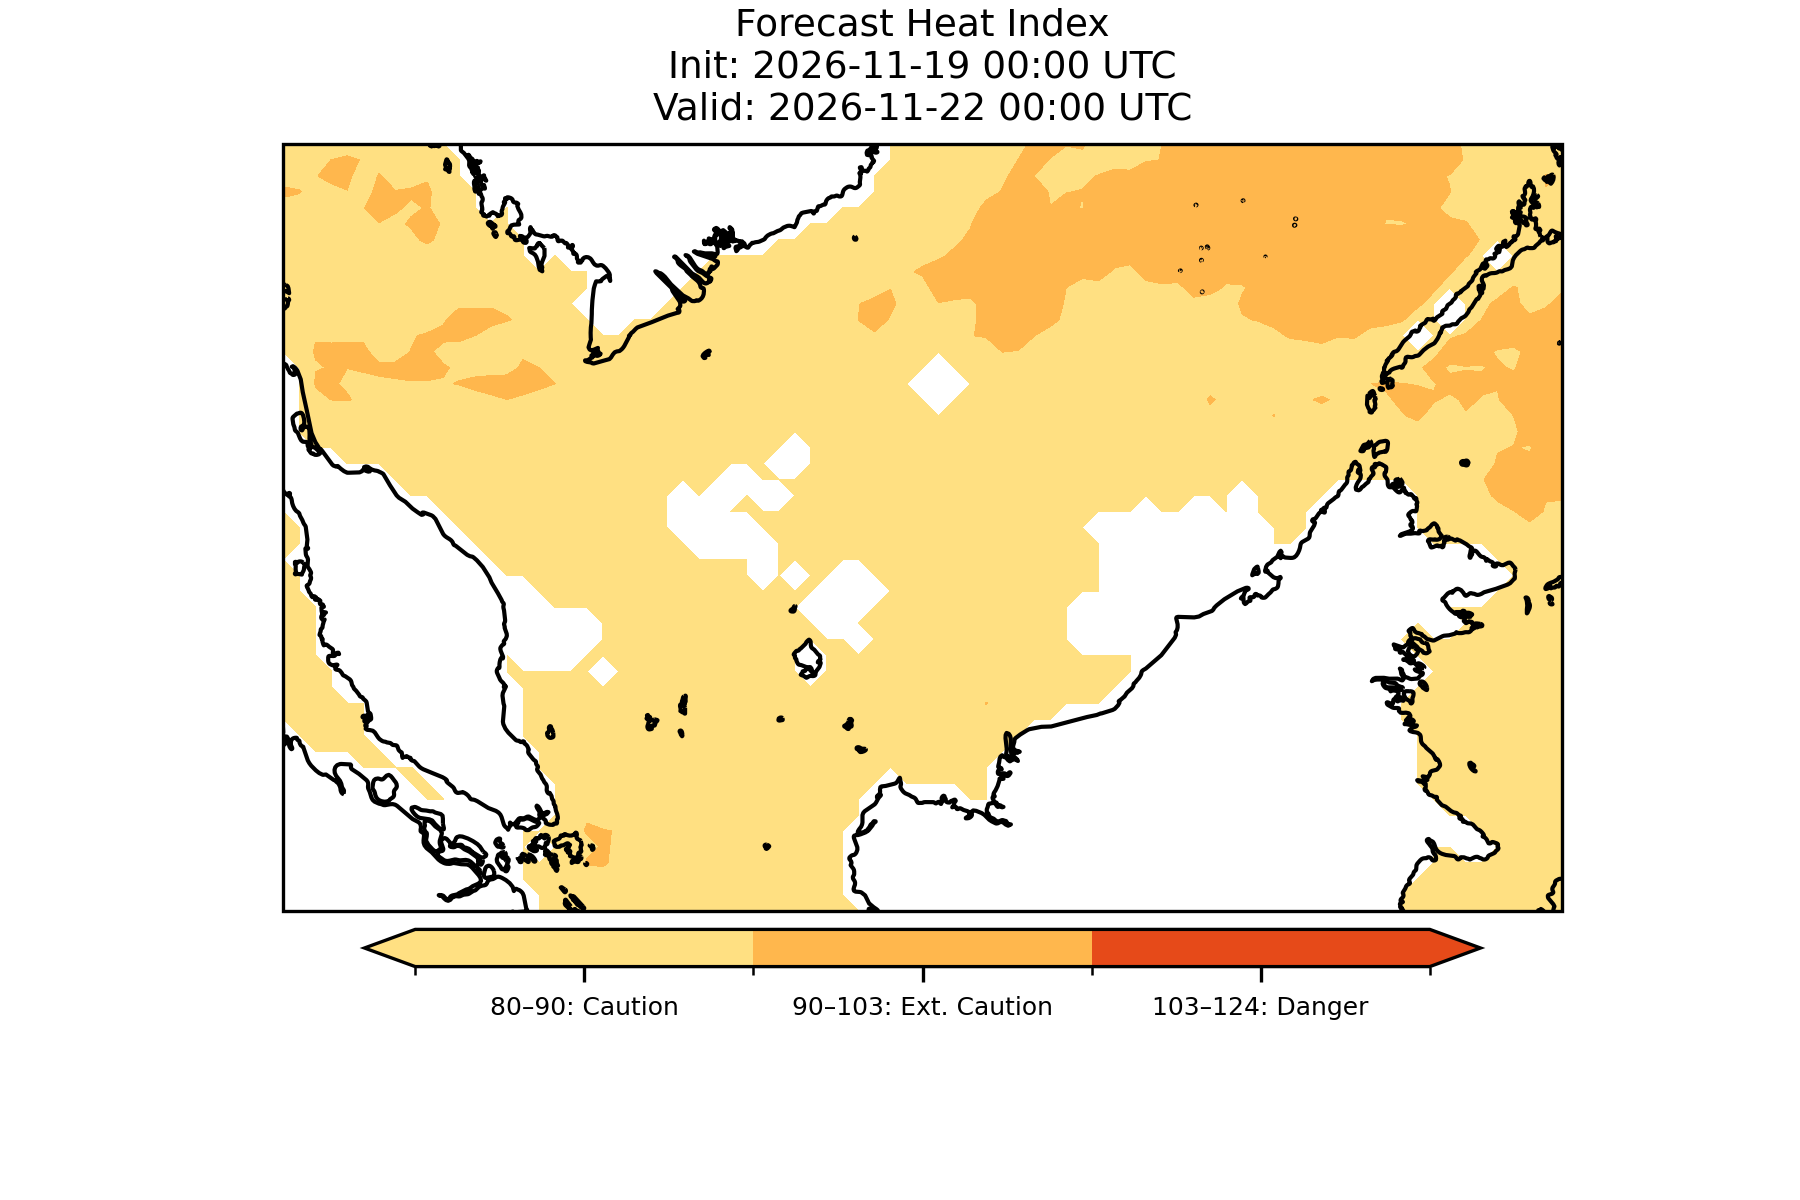 Forecast Heat Index
Init: 2026-11-19 00:00 UTC
Valid: 2026-11-22 00:00 UTC
80–90: Caution
90–103: Ext. Caution
103–124: Danger